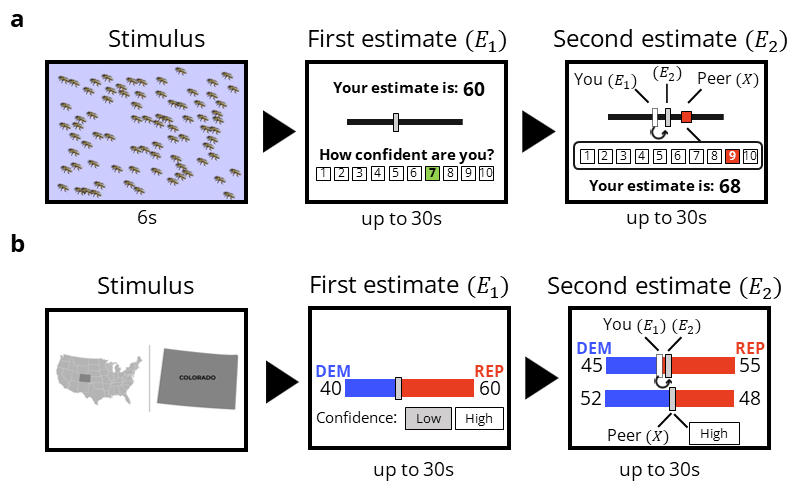 a
Stimulus
First estimate (E₁)
Second estimate (E₂)
Your estimate is: 60
How confident are you?
1 2 3 4 5 6 7 8 9 10
You (E₁)
(E₂)
Peer (X)
1 2 3 4 5 6 7 8 9 10
Your estimate is: 68
6s
up to 30s
up to 30s
b
Stimulus
First estimate (E₁)
Second estimate (E₂)
COLORADO
DEM
REP
40
60
Confidence:
Low
High
You (E₁) (E₂)
DEM
REP
45
55
52
48
Peer (X)
High
up to 30s
up to 30s